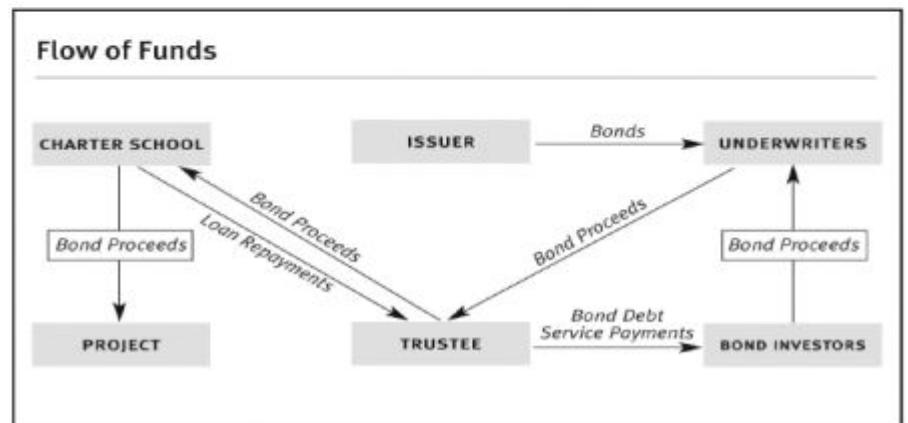 Flow of Funds
CHARTER SCHOOL
ISSUER
Bonds
UNDERWRITERS
Bond Proceeds
Bond Proceeds
Loan Repayments
Bond Proceeds
Bond Proceeds
PROJECT
TRUSTEE
Bond Debt
Service Payments
BOND INVESTORS